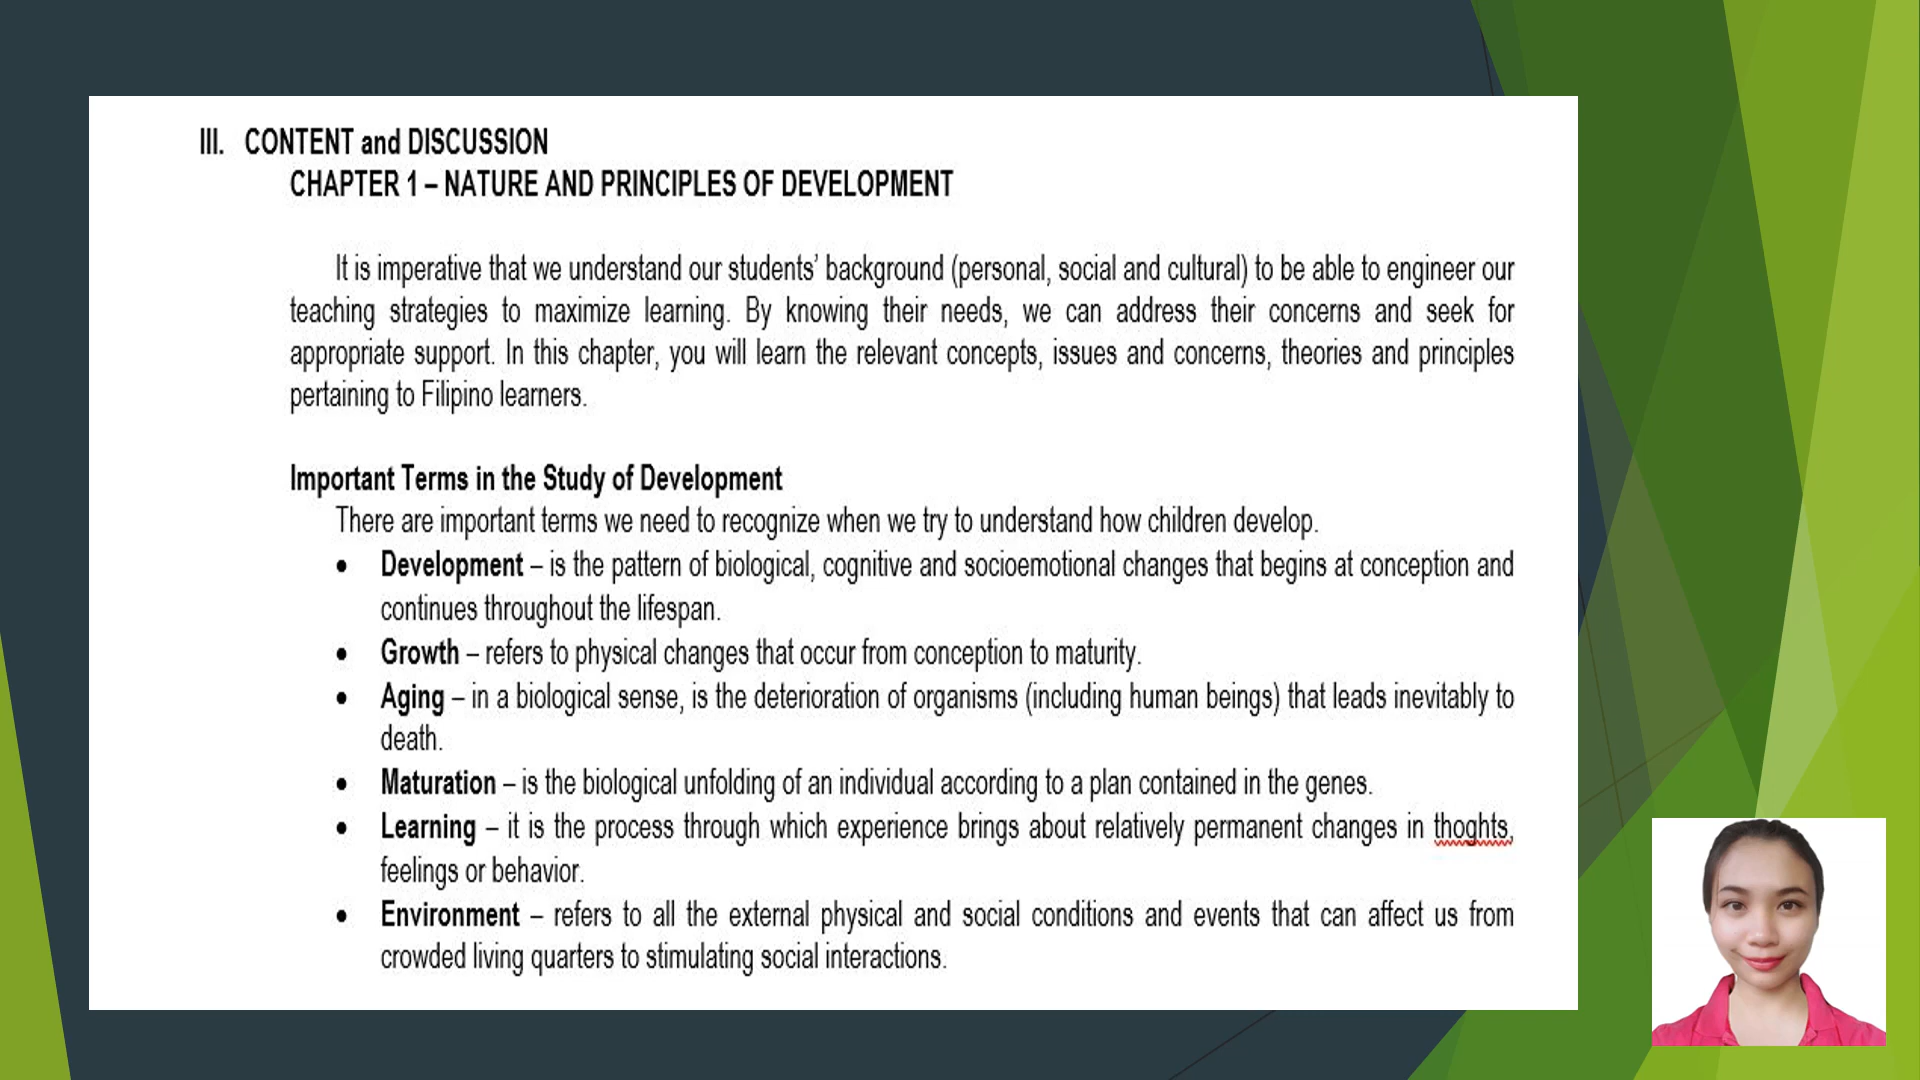 III. CONTENT and DISCUSSION
CHAPTER 1 – NATURE AND PRINCIPLES OF DEVELOPMENT
It is imperative that we understand our students’ background (personal, social and cultural) to be able to engineer our
teaching strategies to maximize learning. By knowing their needs, we can address their concerns and seek for
appropriate support. In this chapter, you will learn the relevant concepts, issues and concerns, theories and principles
pertaining to Filipino learners.
Important Terms in the Study of Development
There are important terms we need to recognize when we try to understand how children develop.
• Development – is the pattern of biological, cognitive and socioemotional changes that begins at conception and
continues throughout the lifespan.
• Growth – refers to physical changes that occur from conception to maturity.
• Aging – in a biological sense, is the deterioration of organisms (including human beings) that leads inevitably to
death.
• Maturation – is the biological unfolding of an individual according to a plan contained in the genes.
• Learning – it is the process through which experience brings about relatively permanent changes in thoghts,
feelings or behavior.
• Environment – refers to all the external physical and social conditions and events that can affect us from
crowded living quarters to stimulating social interactions.